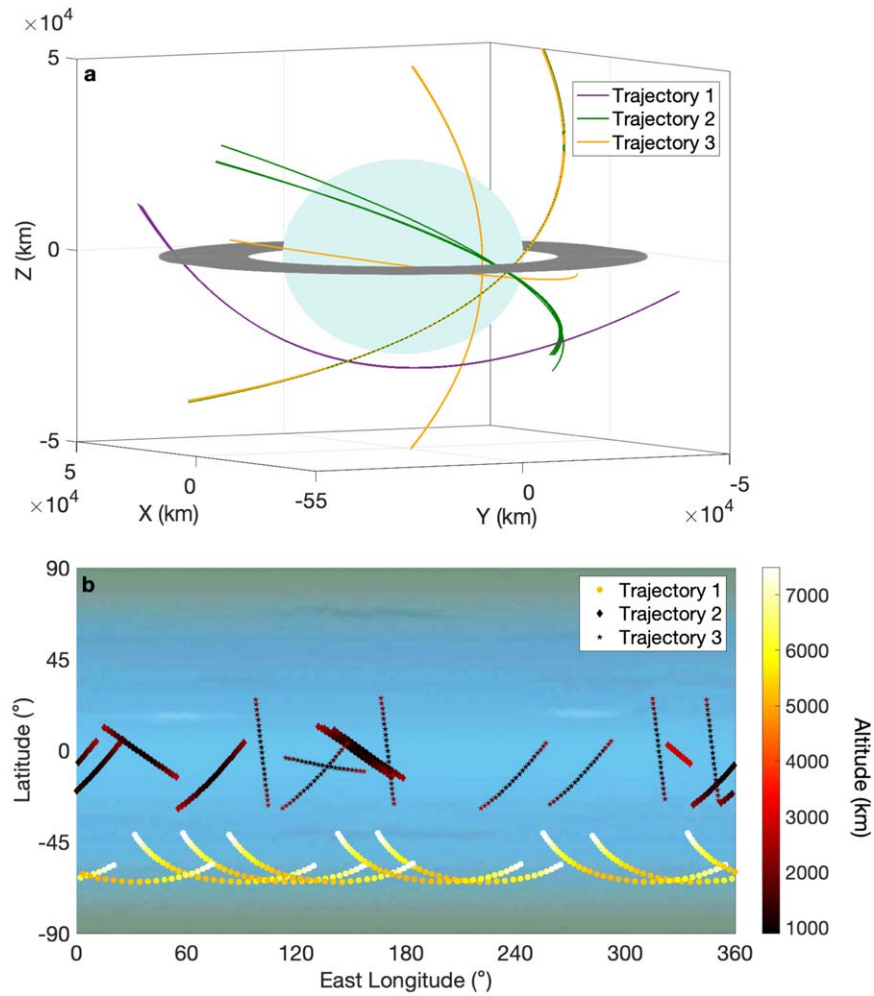 ×10⁴
5
a
Trajectory 1
Trajectory 2
Trajectory 3
Z (km)
0
-5
5
×10⁴
0
X (km)
-55
0
Y (km)
-5
×10⁴
90
b
Trajectory 1
Trajectory 2
Trajectory 3
45
0
-45
-90
Latitude (°)
0 60 120 180 240 300 360
East Longitude (°)
7000
6000
5000
4000
3000
2000
1000
Altitude (km)